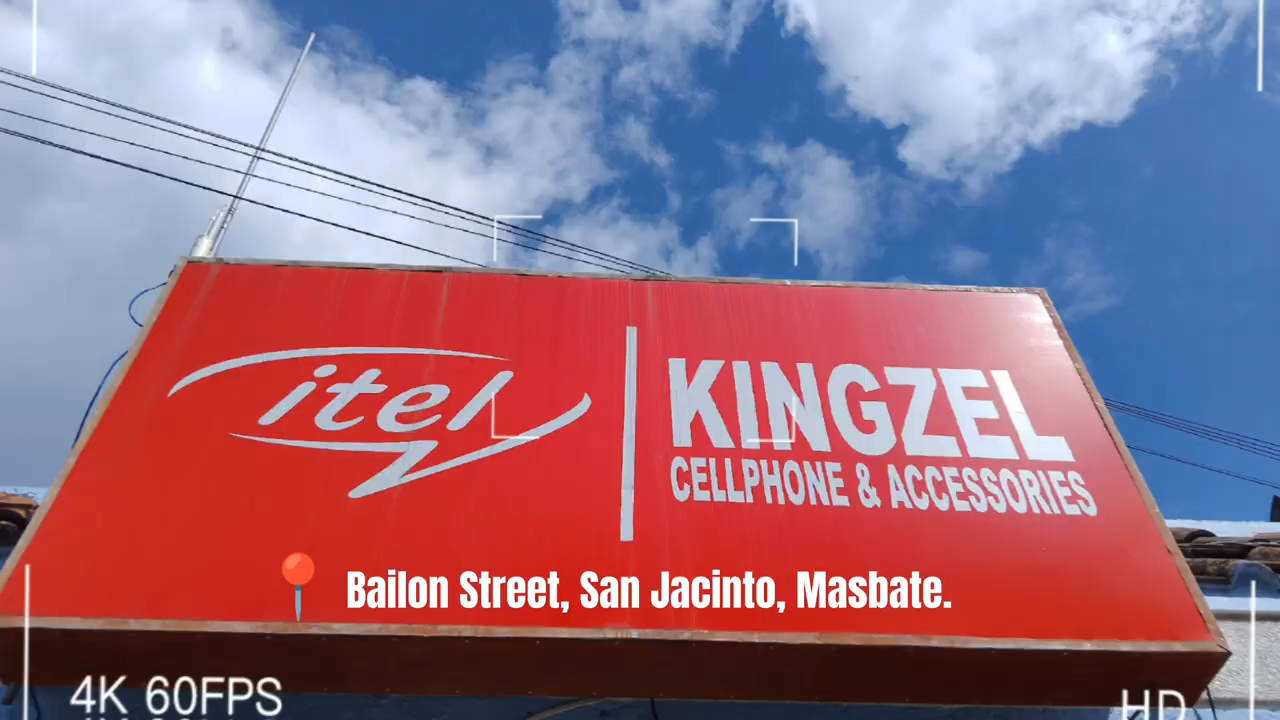 itel
KINGZEL
CELLPHONE & ACCESSORIES
Bailon Street, San Jacinto, Masbate.
4K 60FPS
HD